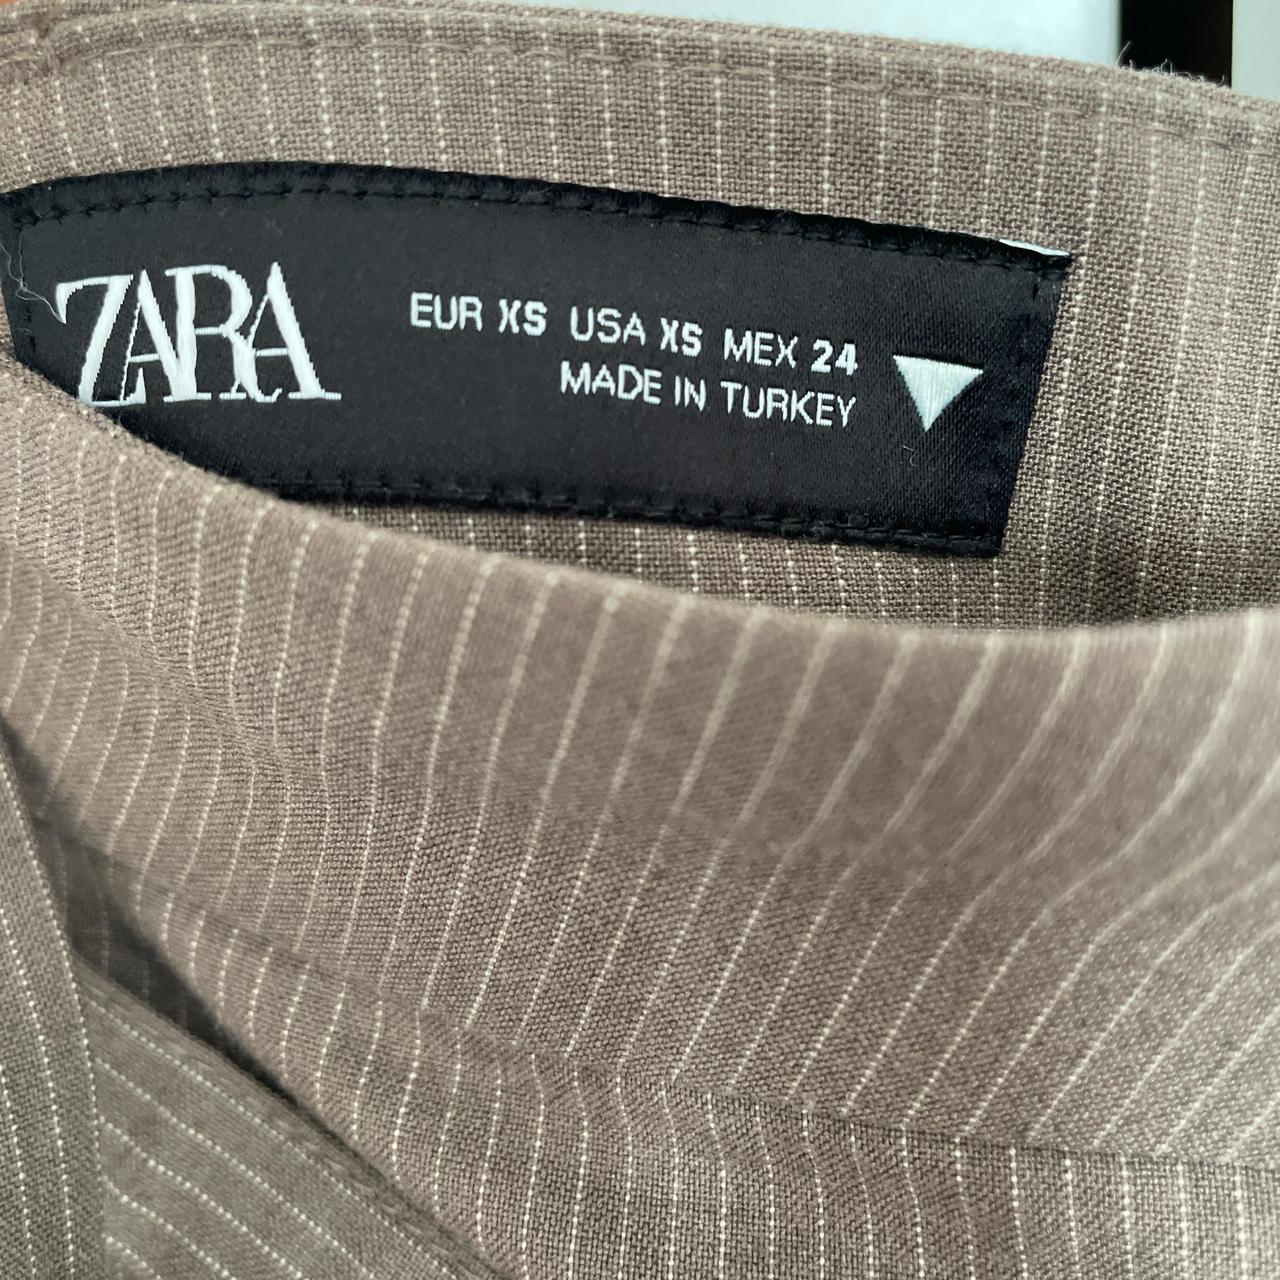 ZARA
EUR XS USA XS MEX 24
MADE IN TURKEY